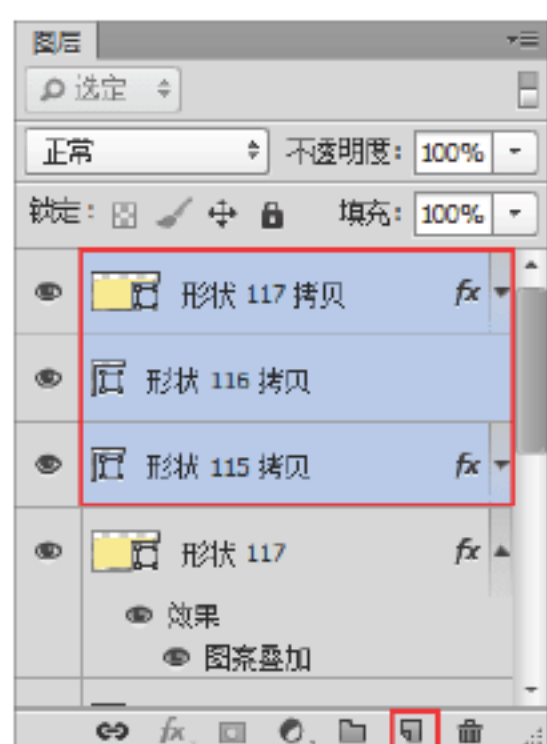 图层
选定
正常 不透明度: 100%
锁定: 填充: 100%
形状 117 拷贝 fx
形状 116 拷贝
形状 115 拷贝 fx
形状 117 fx
效果
图案叠加
fx.